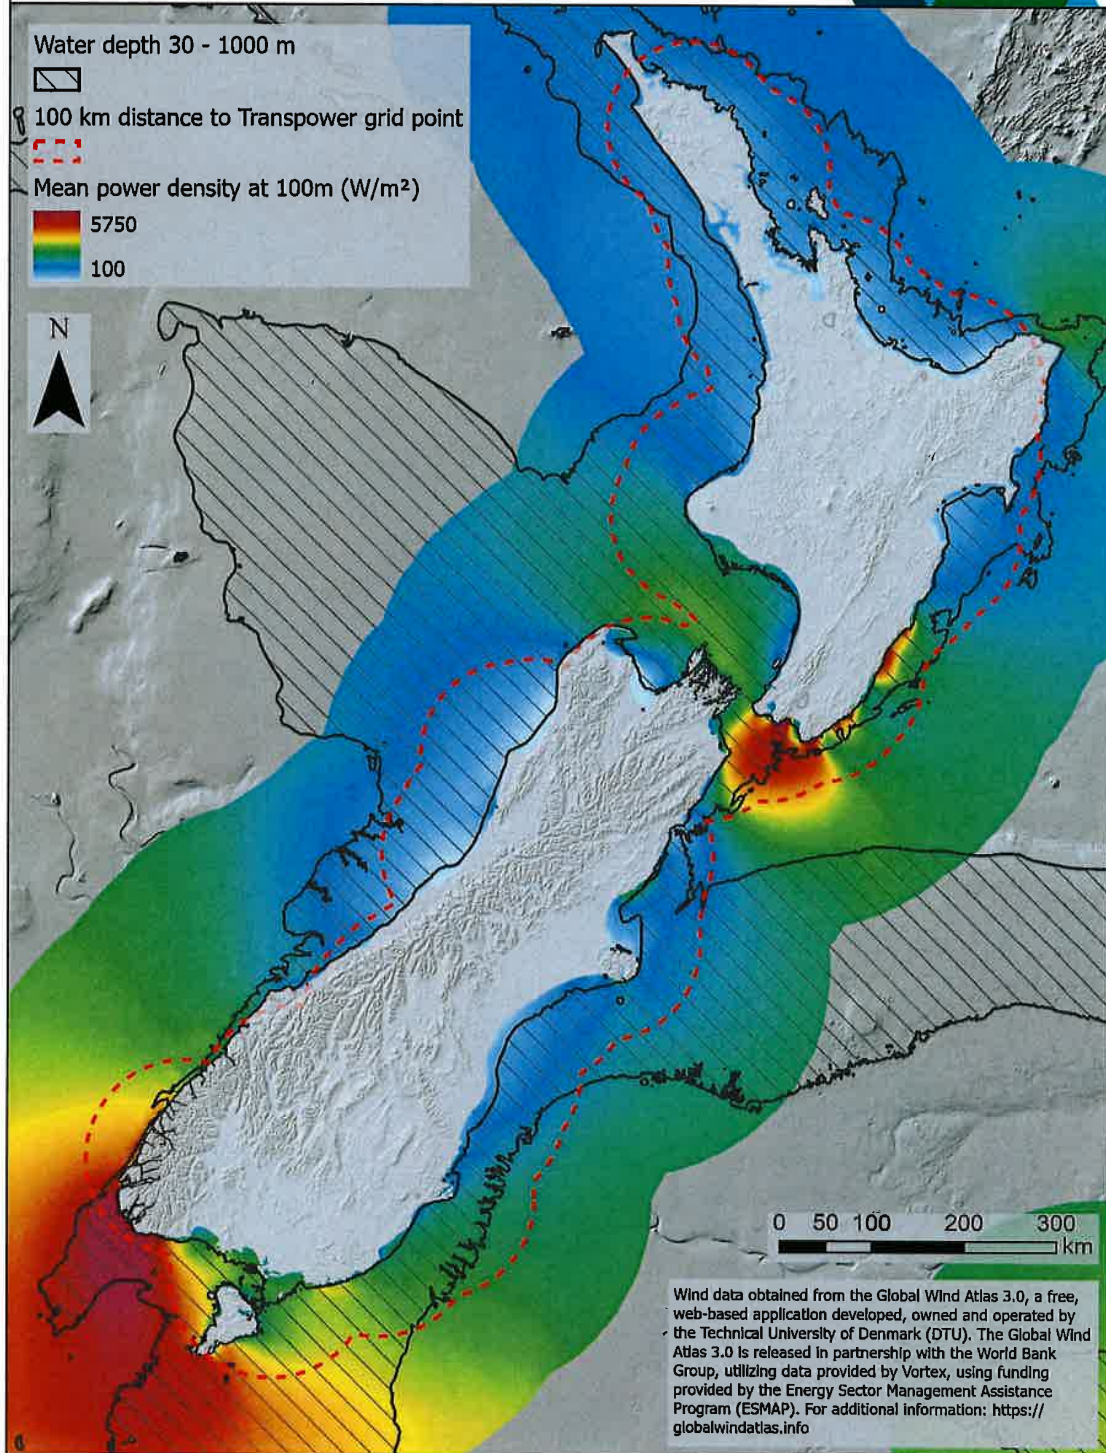 Water depth 30 - 1000 m
100 km distance to Transpower grid point
Mean power density at 100m (W/m²)
5750
100
N
0 50 100 200 300
km
Wind data obtained from the Global Wind Atlas 3.0, a free,
web-based application developed, owned and operated by
the Technical University of Denmark (DTU). The Global Wind
Atlas 3.0 is released in partnership with the World Bank
Group, utilizing data provided by Vortex, using funding
provided by the Energy Sector Management Assistance
Program (ESMAP). For additional information: https://
globalwindatlas.info